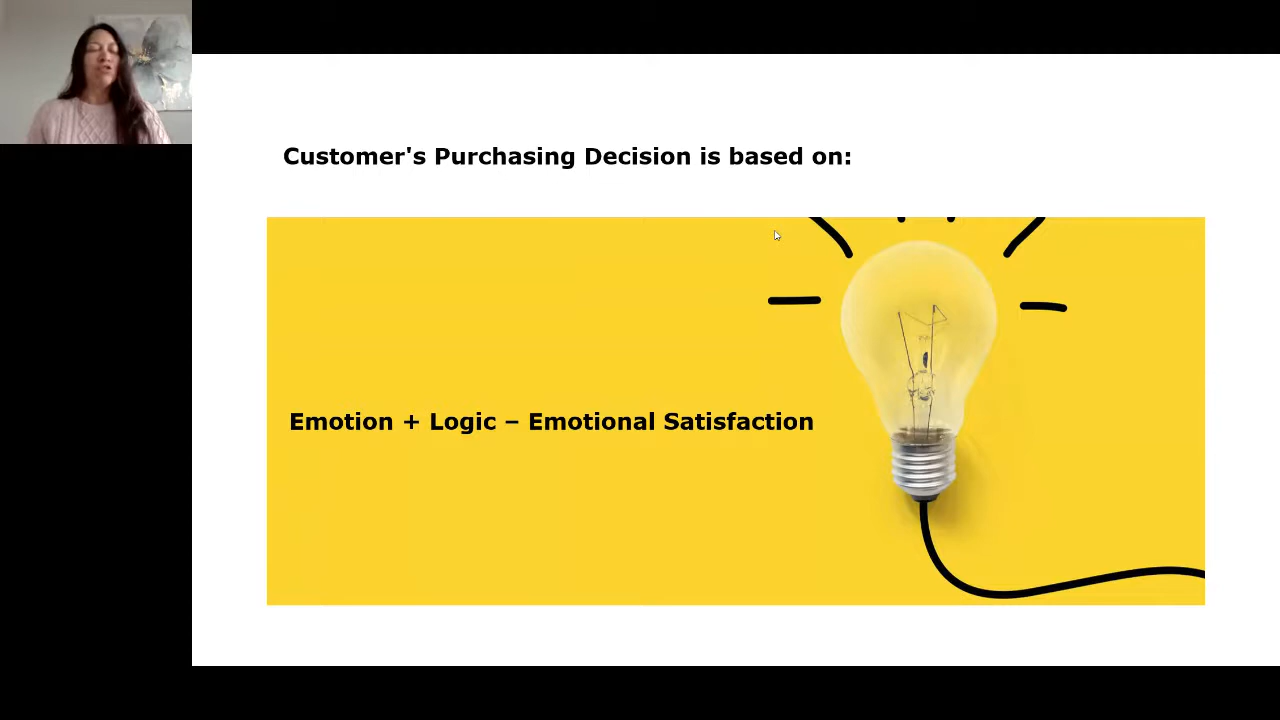 Customer's Purchasing Decision is based on:
Emotion + Logic – Emotional Satisfaction